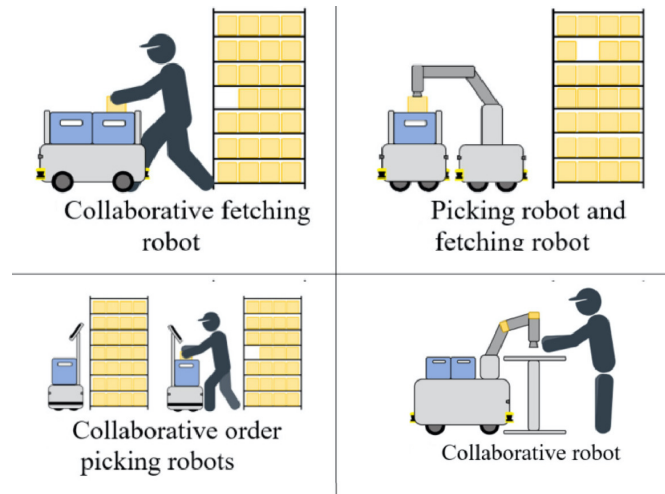 Collaborative fetching
robot
Picking robot and
fetching robot
Collaborative order
picking robots
Collaborative robot